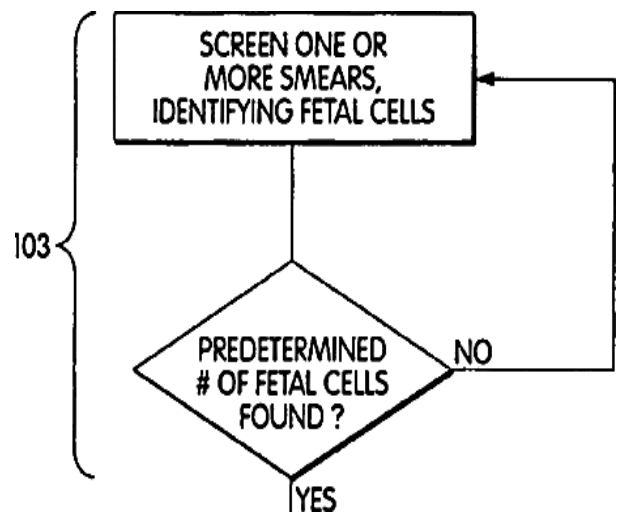 SCREEN ONE OR
MORE SMEARS,
IDENTIFYING FETAL CELLS
103
PREDETERMINED
# OF FETAL CELLS
FOUND ?
NO
YES